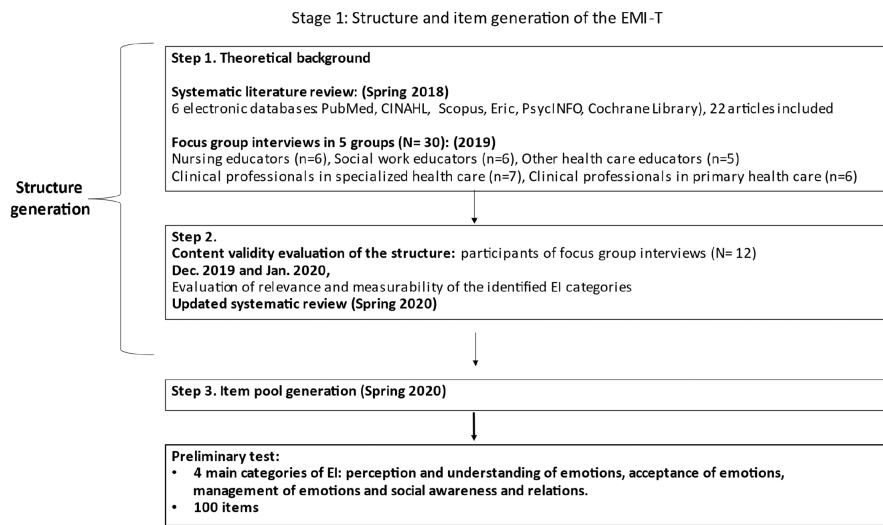 Stage 1: Structure and item generation of the EMI-T
Step 1. Theoretical background
Systematic literature review: (Spring 2018)
6 electronic databases: PubMed, CINAHL, Scopus, Eric, PsycINFO, Cochrane Library), 22 articles included
Focus group interviews in 5 groups (N= 30): (2019)
Nursing educators (n=6), Social work educators (n=6), Other health care educators (n=5)
Clinical professionals in specialized health care (n=7), Clinical professionals in primary health care (n=6)
Structure
generation
Step 2.
Content validity evaluation of the structure: participants of focus group interviews (N= 12)
Dec. 2019 and Jan. 2020,
Evaluation of relevance and measurability of the identified EI categories
Updated systematic review (Spring 2020)
Step 3. Item pool generation (Spring 2020)
Preliminary test:
• 4 main categories of EI: perception and understanding of emotions, acceptance of emotions,
management of emotions and social awareness and relations.
• 100 items